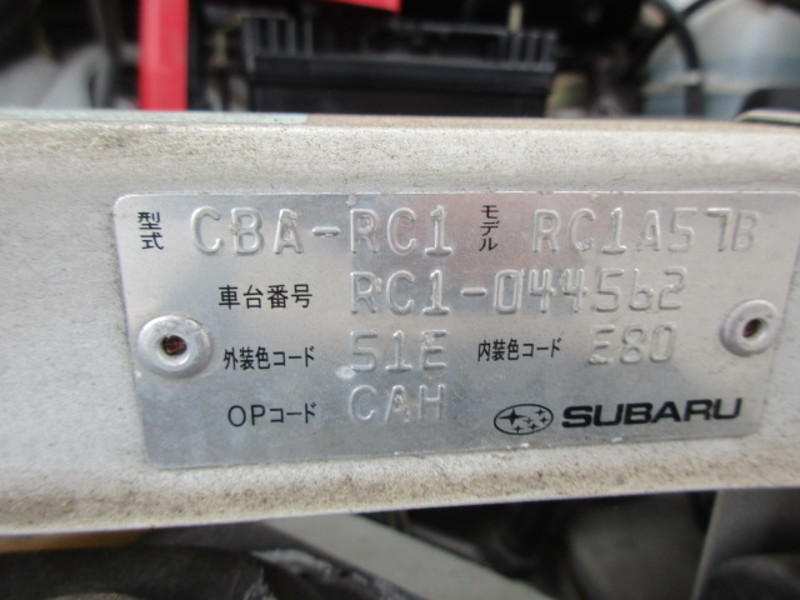 型式 CBA-RC1 モデル RC1A57B
車台番号 RC1-044562
外装色コード 51E 内装色コード E80
OPコード CAH SUBARU